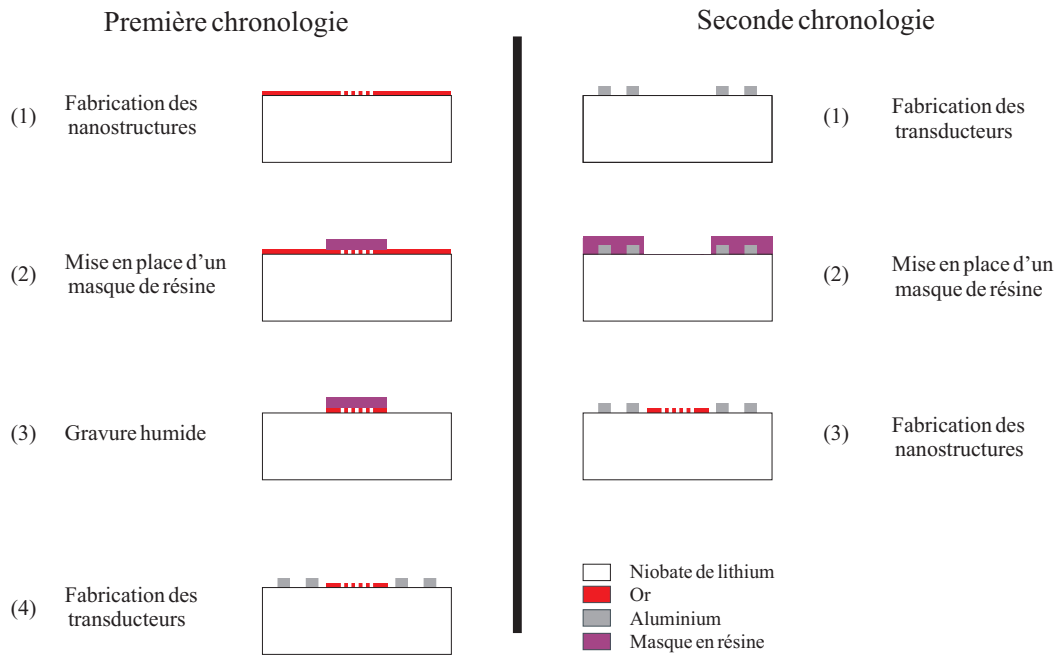 Première chronologie
(1)
Fabrication des
nanostructures
(2)
Mise en place d'un
masque de résine
(3)
Gravure humide
(4)
Fabrication des
transducteurs
Seconde chronologie
(1)
Fabrication des
transducteurs
(2)
Mise en place d'un
masque de résine
(3)
Fabrication des
nanostructures
Niobate de lithium
Or
Aluminium
Masque en résine